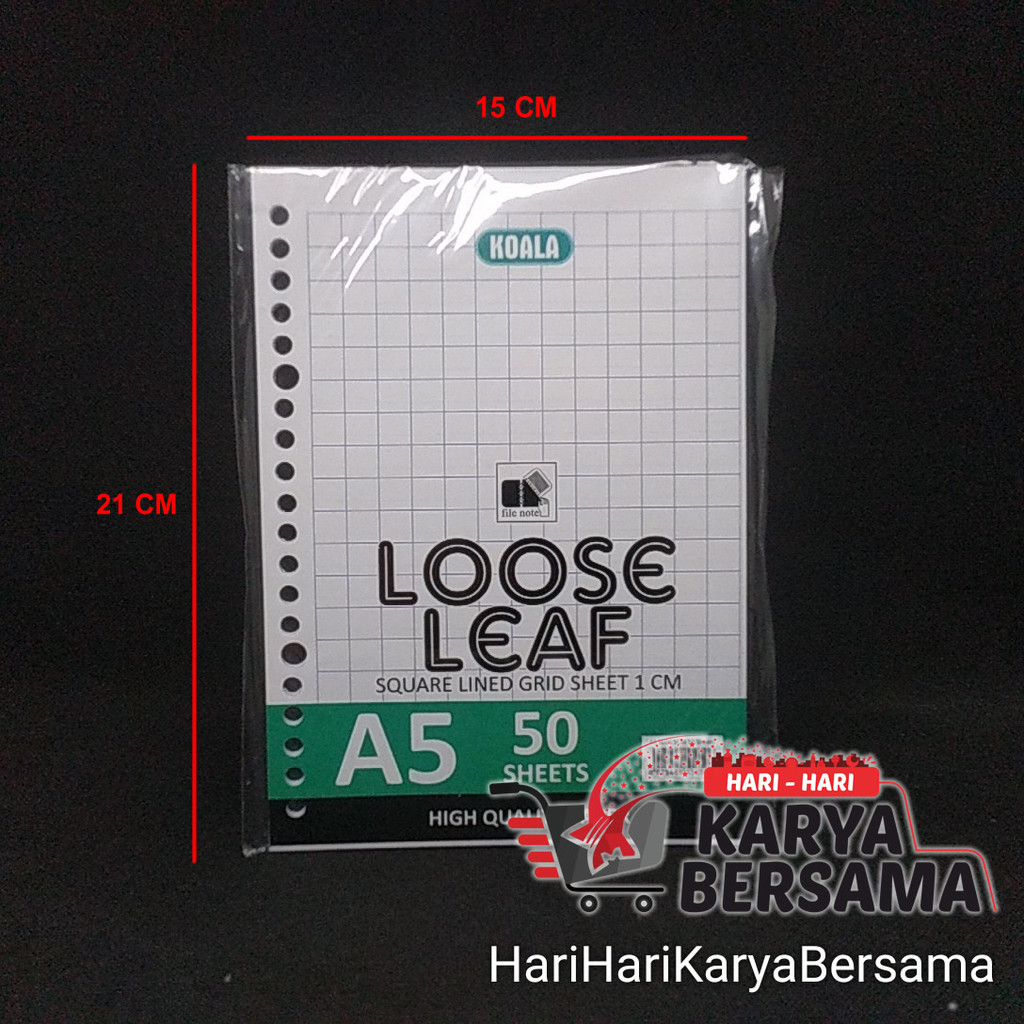 15 CM
21 CM
KOALA
file note
LOOSE
LEAF
SQUARE LINED GRID SHEET 1 CM
A5
50
SHEETS
HIGH
HARI - HARI
KARYA
BERSAMA
HariHariKaryaBersama